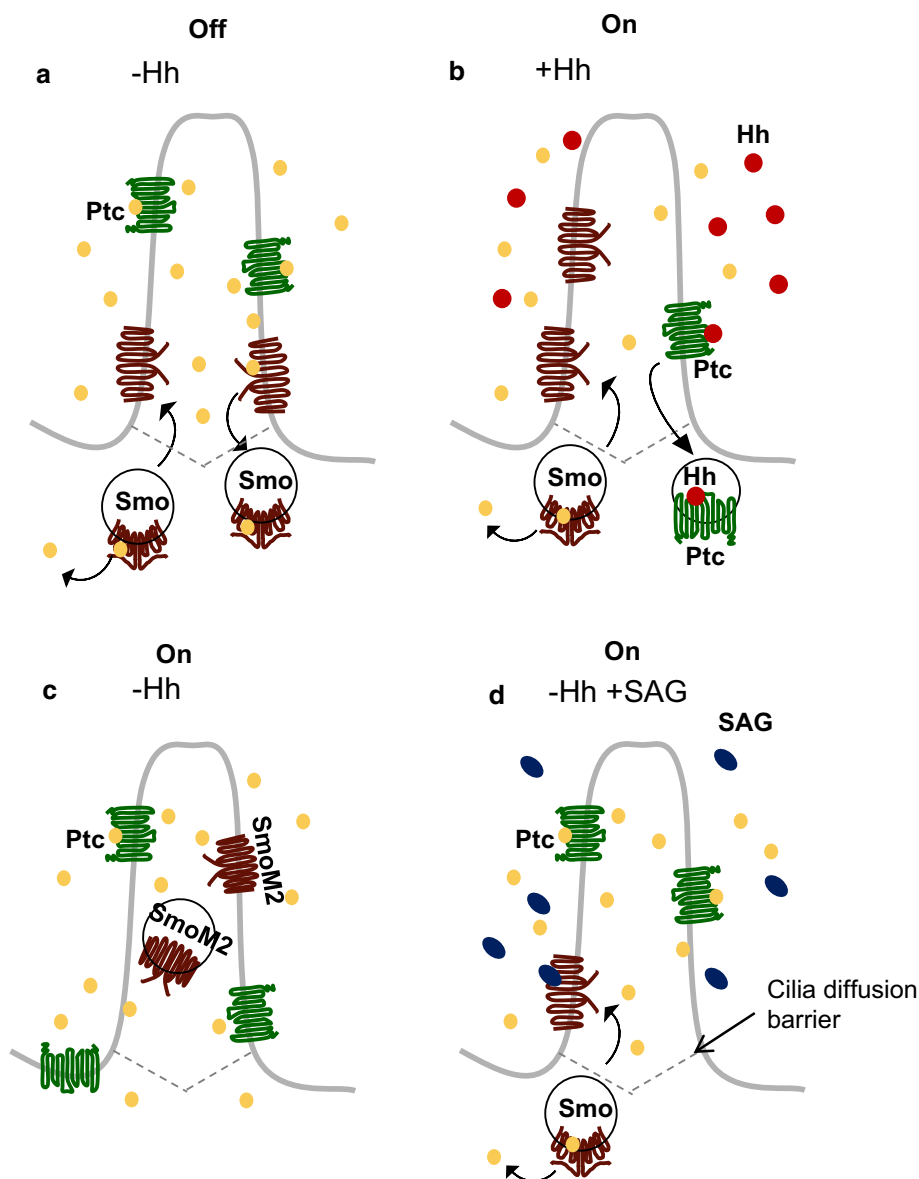 Off
a -Hh
Ptc
Smo
Smo
On
b +Hh
Hh
Ptc
Smo
Hh
Ptc
On
c -Hh
Ptc
SmoM2
SmoM2
On
d -Hh +SAG
SAG
Ptc
Cilia diffusion
barrier
Smo